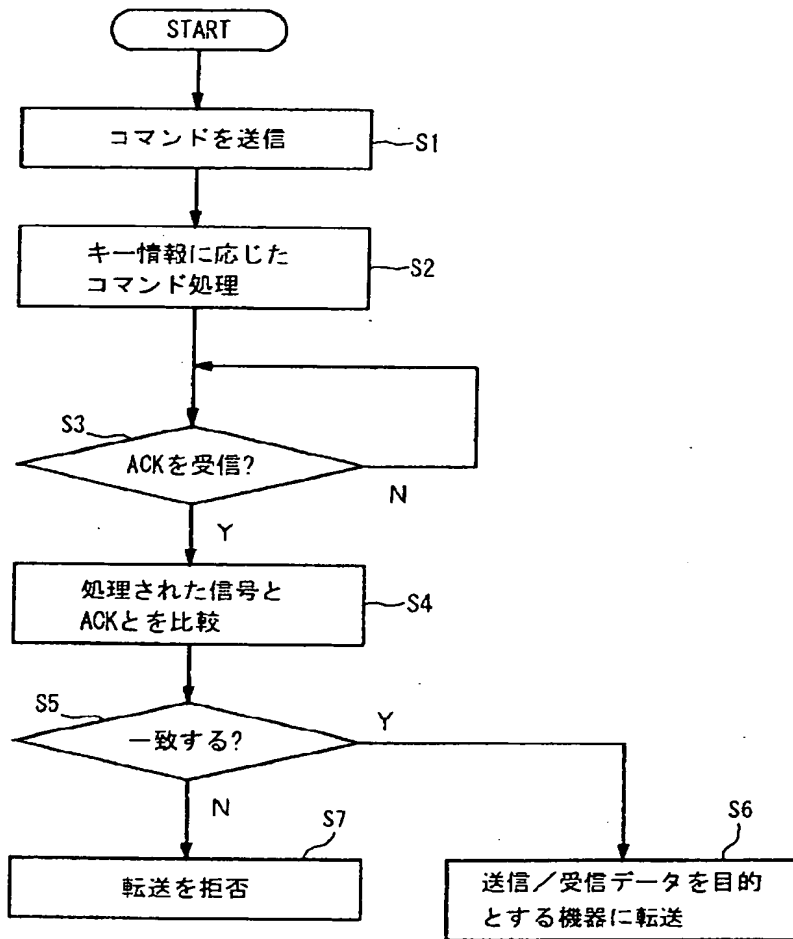 START
コマンドを送信
S1
キー情報に応じた
コマンド処理
S2
S3
ACKを受信?
N
Y
処理された信号と
ACKとを比較
S4
S5
一致する?
Y
N
S7
転送を拒否
S6
送信／受信データを目的
とする機器に転送